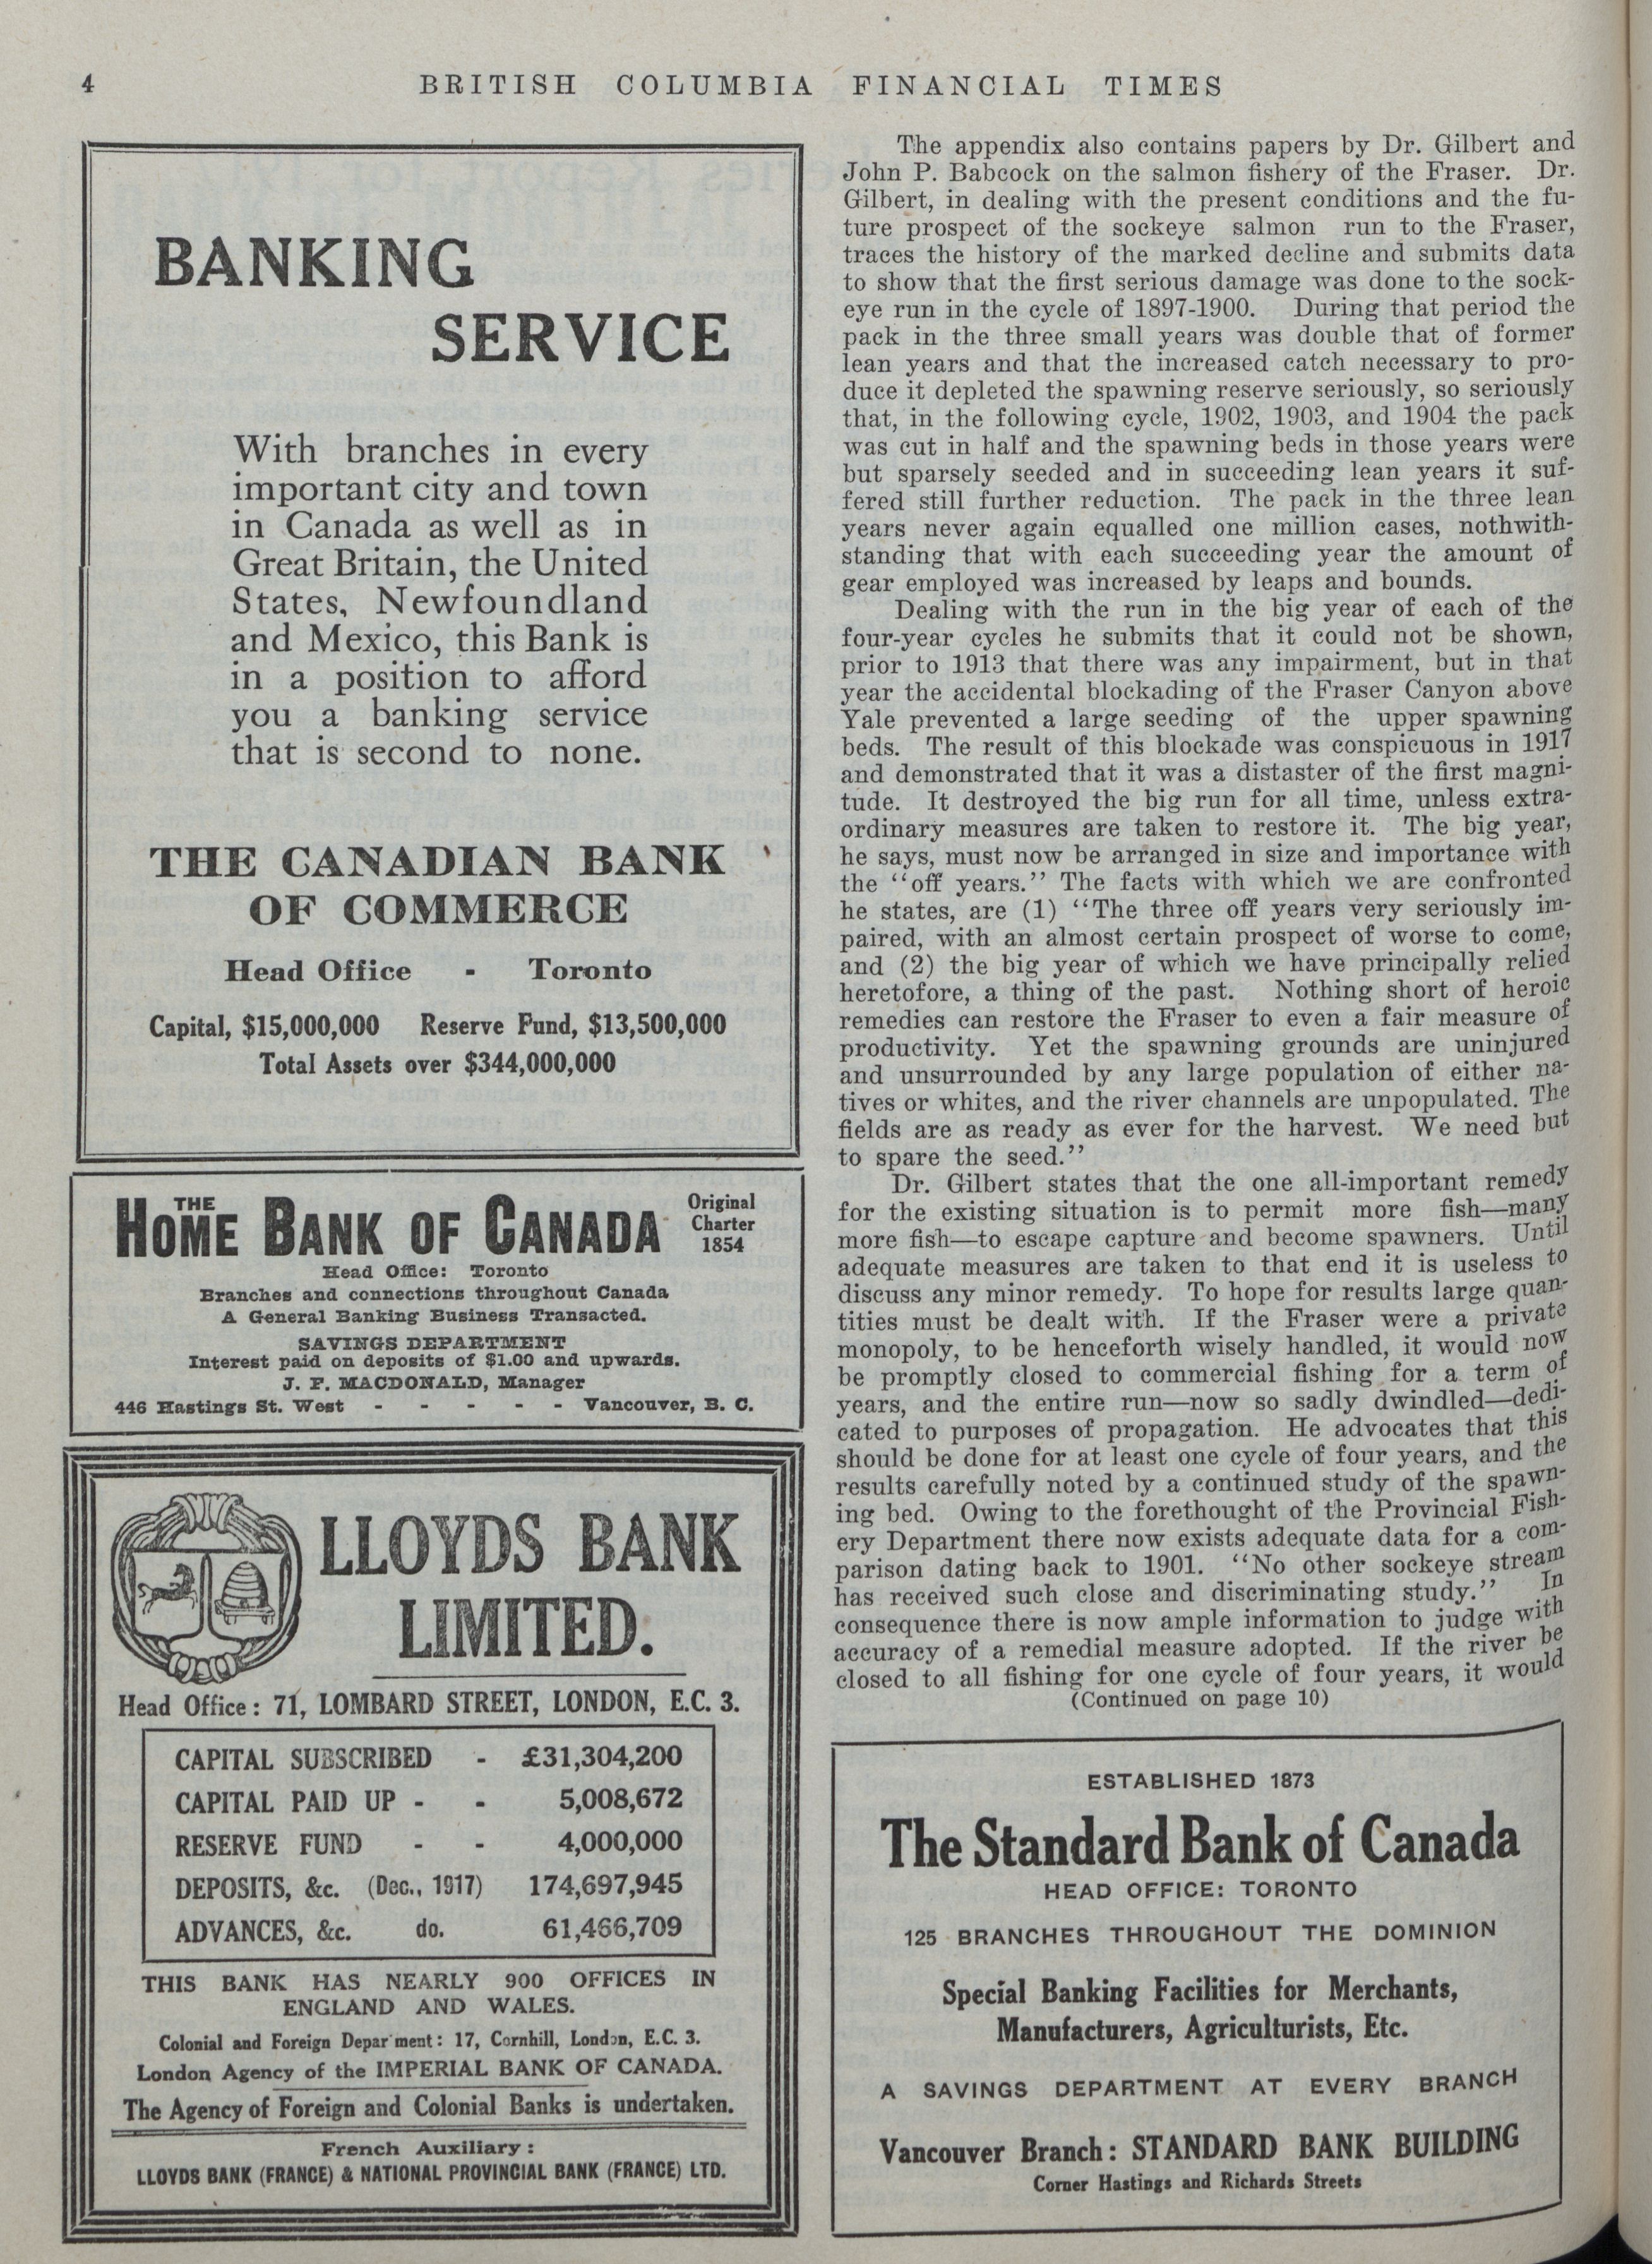 4
BRITISH COLUMBIA FINANCIAL TIMES
BANKING
SERVICE
With branches in every
important city and town
in Canada as well as in
Great Britain, the United
States, Newfoundland
and Mexico, this Bank is
in a position to afford
you a banking service
that is second to none.
THE CANADIAN BANK
OF COMMERCE
Head Office - Toronto
Capital, $15,000,000 Reserve Fund, $13,500,000
Total Assets over $344,000,000
THE HOME BANK OF CANADA
Original
Charter
1854
Head Office: Toronto
Branches and connections throughout Canada
A General Banking Business Transacted.
SAVINGS DEPARTMENT
Interest paid on deposits of $1.00 and upwards.
J. F. MACDONALD, Manager
446 Hastings St. West - - - - - Vancouver, B. C.
LLOYDS BANK
LIMITED.
Head Office: 71, LOMBARD STREET, LONDON, E.C. 3.
CAPITAL SUBSCRIBED - £31,304,200
CAPITAL PAID UP - - 5,008,672
RESERVE FUND - - 4,000,000
DEPOSITS, &c. (Dec., 1917) 174,697,945
ADVANCES, &c. do. 61,466,709
THIS BANK HAS NEARLY 900 OFFICES IN
ENGLAND AND WALES.
Colonial and Foreign Department: 17, Cornhill, London, E.C. 3.
London Agency of the IMPERIAL BANK OF CANADA.
The Agency of Foreign and Colonial Banks is undertaken.
French Auxiliary:
LLOYDS BANK (FRANCE) & NATIONAL PROVINCIAL BANK (FRANCE) LTD.
The appendix also contains papers by Dr. Gilbert and
John P. Babcock on the salmon fishery of the Fraser. Dr.
Gilbert, in dealing with the present conditions and the fu-
ture prospect of the sockeye salmon run to the Fraser,
traces the history of the marked decline and submits data
to show that the first serious damage was done to the sock-
eye run in the cycle of 1897-1900. During that period the
pack in the three small years was double that of former
lean years and that the increased catch necessary to pro-
duce it depleted the spawning reserve seriously, so seriously
that, in the following cycle, 1902, 1903, and 1904 the pack
was cut in half and the spawning beds in those years were
but sparsely seeded and in succeeding lean years it suf-
fered still further reduction. The pack in the three lean
years never again equalled one million cases, nothwith-
standing that with each succeeding year the amount of
gear employed was increased by leaps and bounds.
Dealing with the run in the big year of each of the
four-year cycles he submits that it could not be shown,
prior to 1913 that there was any impairment, but in that
year the accidental blockading of the Fraser Canyon above
Yale prevented a large seeding of the upper spawning
beds. The result of this blockade was conspicuous in 1917
and demonstrated that it was a distaster of the first magni-
tude. It destroyed the big run for all time, unless extra-
ordinary measures are taken to restore it. The big year,
he says, must now be arranged in size and importance with
the "off years." The facts with which we are confronted
he states, are (1) "The three off years very seriously im-
paired, with an almost certain prospect of worse to come,
and (2) the big year of which we have principally relied
heretofore, a thing of the past. Nothing short of heroic
remedies can restore the Fraser to even a fair measure of
productivity. Yet the spawning grounds are uninjured
and unsurrounded by any large population of either na-
tives or whites, and the river channels are unpopulated. The
fields are as ready as ever for the harvest. We need but
to spare the seed."
Dr. Gilbert states that the one all-important remedy
for the existing situation is to permit more fish—many
more fish—to escape capture and become spawners. Until
adequate measures are taken to that end it is useless to
discuss any minor remedy. To hope for results large quan-
tities must be dealt with. If the Fraser were a private
monopoly, to be henceforth wisely handled, it would now
be promptly closed to commercial fishing for a term of
years, and the entire run—now so sadly dwindled—dedi-
cated to purposes of propagation. He advocates that this
should be done for at least one cycle of four years, and the
results carefully noted by a continued study of the spawn-
ing bed. Owing to the forethought of the Provincial Fish-
ery Department there now exists adequate data for a com-
parison dating back to 1901. "No other sockeye stream
has received such close and discriminating study." In
consequence there is now ample information to judge with
accuracy of a remedial measure adopted. If the river be
closed to all fishing for one cycle of four years, it would
(Continued on page 10)
ESTABLISHED 1873
The Standard Bank of Canada
HEAD OFFICE: TORONTO
125 BRANCHES THROUGHOUT THE DOMINION
Special Banking Facilities for Merchants,
Manufacturers, Agriculturists, Etc.
A SAVINGS DEPARTMENT AT EVERY BRANCH
Vancouver Branch: STANDARD BANK BUILDING
Corner Hastings and Richards Streets